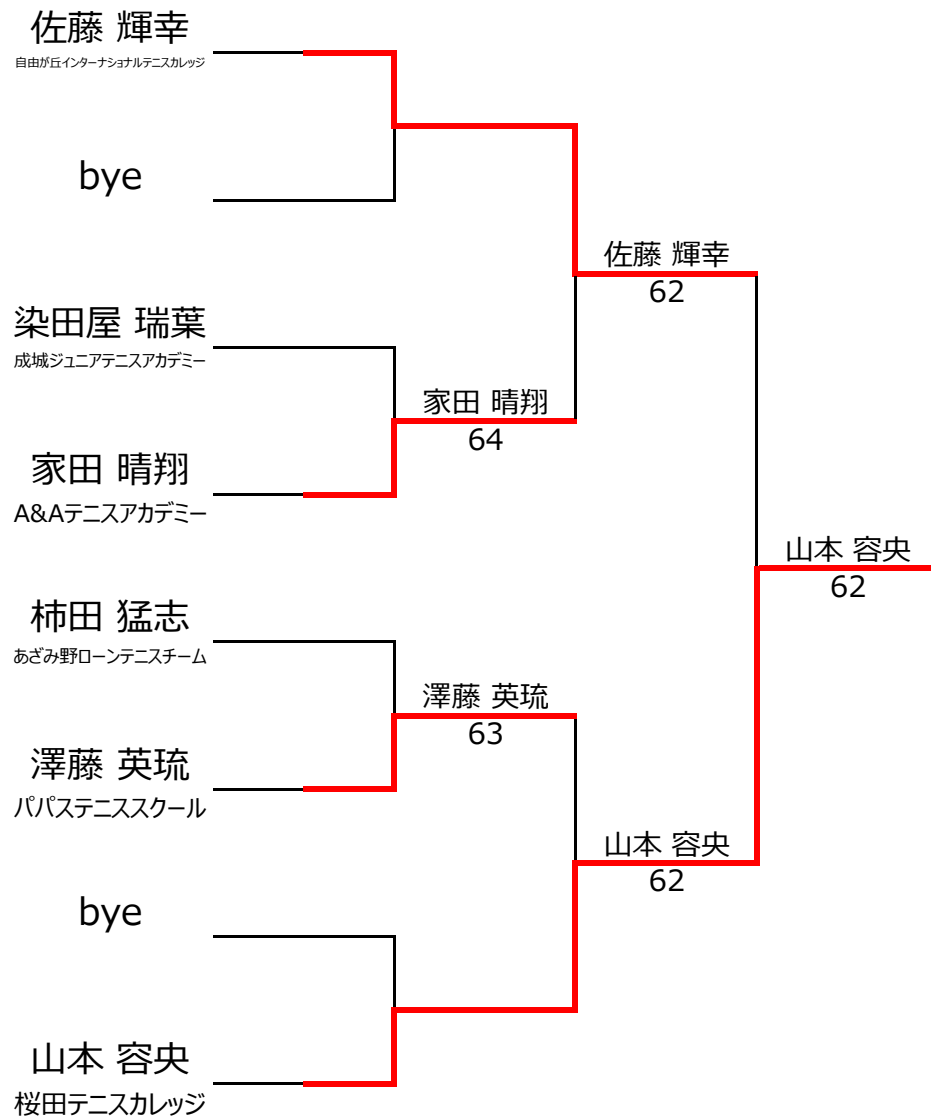 佐藤 輝幸
自由が丘インターナショナルテニスカレッジ
bye
染田屋 瑞葉
成城ジュニアテニスアカデミー
家田 晴翔
A&Aテニスアカデミー
柿田 猛志
あざみ野ローンテニスチーム
澤藤 英琉
パパステニススクール
bye
山本 容央
桜田テニスカレッジ
家田 晴翔
64
澤藤 英琉
63
佐藤 輝幸
62
山本 容央
62
山本 容央
62